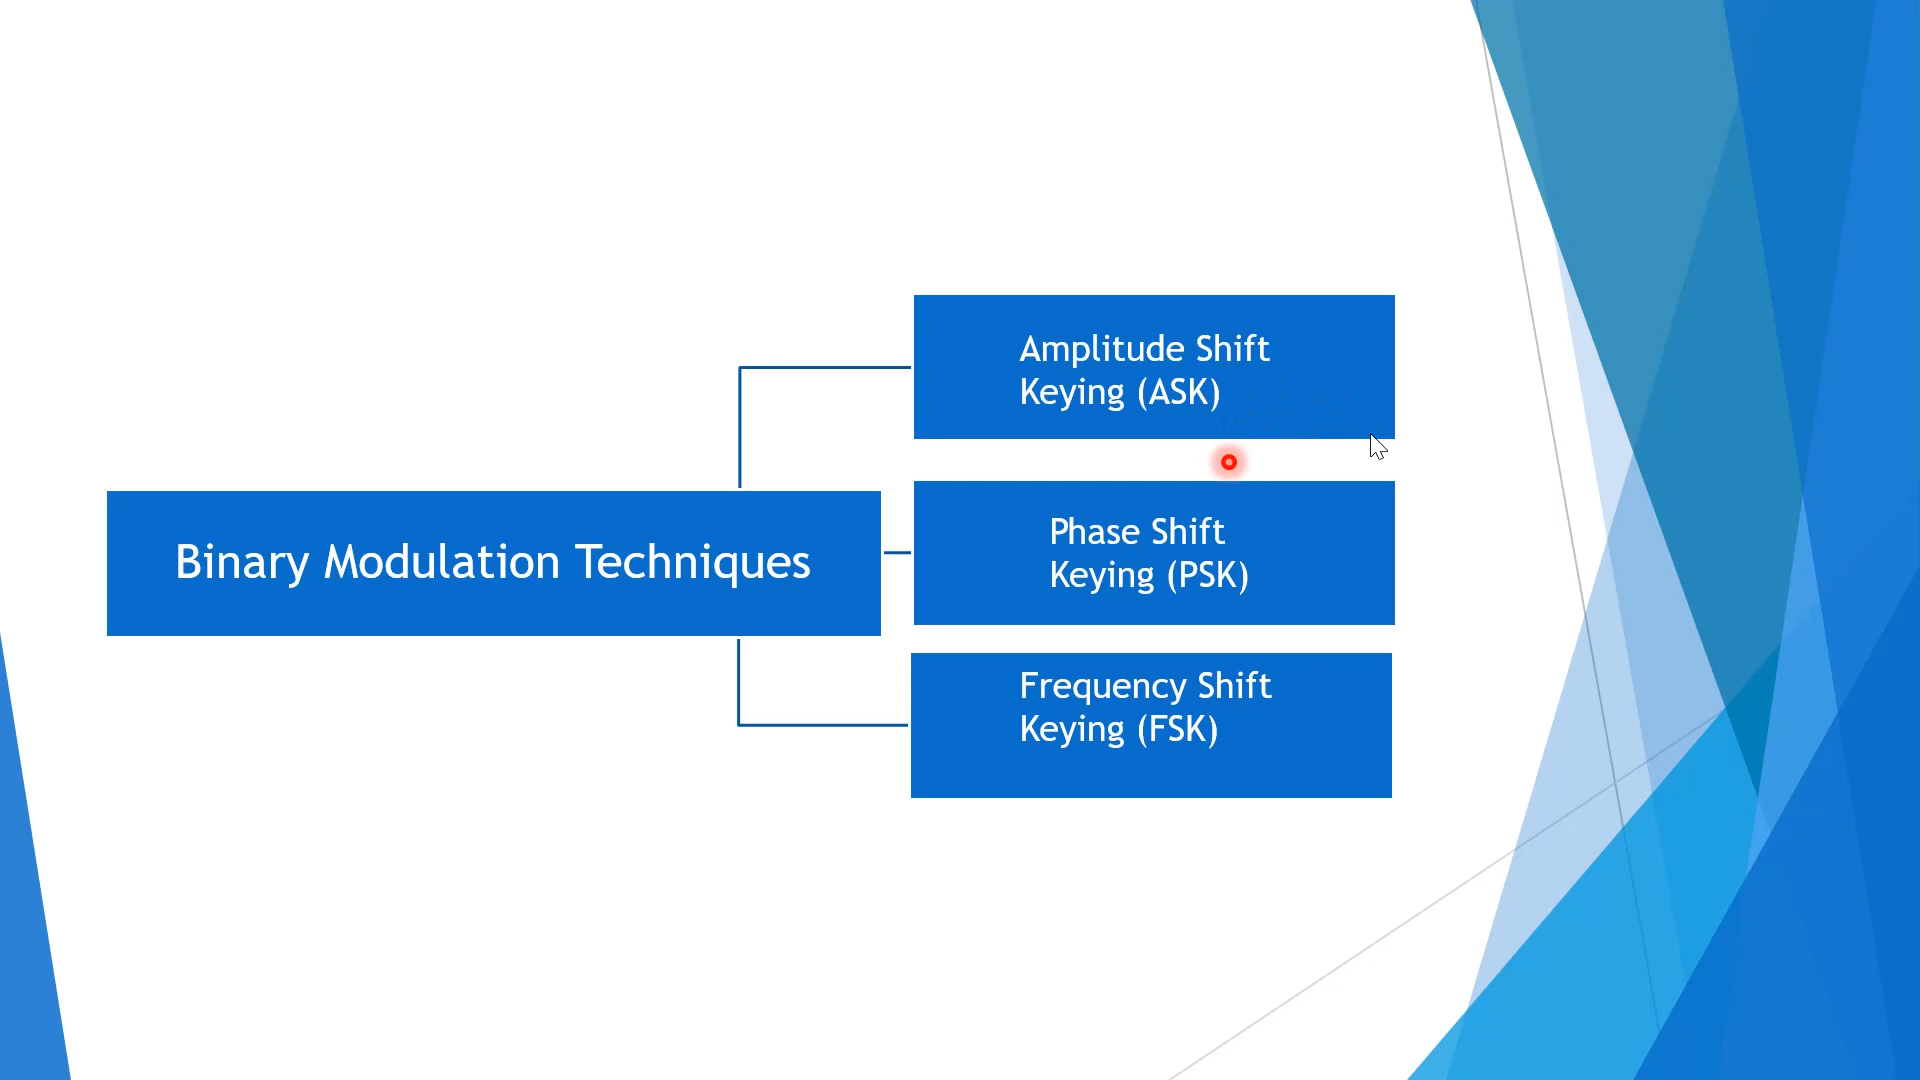 Binary Modulation Techniques
Amplitude Shift
Keying (ASK)
Phase Shift
Keying (PSK)
Frequency Shift
Keying (FSK)